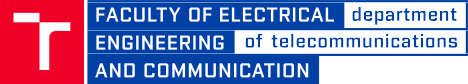 FACULTY OF ELECTRICAL department
ENGINEERING of telecommunications
AND COMMUNICATION